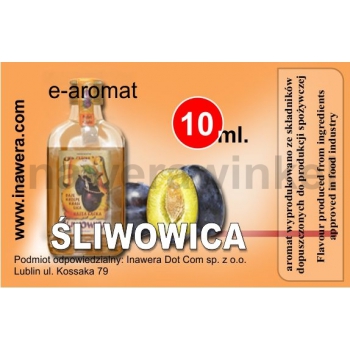 e-aromat
www.inawera.com
10 ml.
ŚLIWOWICA
Podmiot odpowiedzialny: Inawera Dot Com sp. z o.o.
Lublin ul. Kossaka 79
aromat wyprodukowano ze składników
dopuszczonych do produkcji spożywczej
Flavour produced from ingredients
approved in food industry